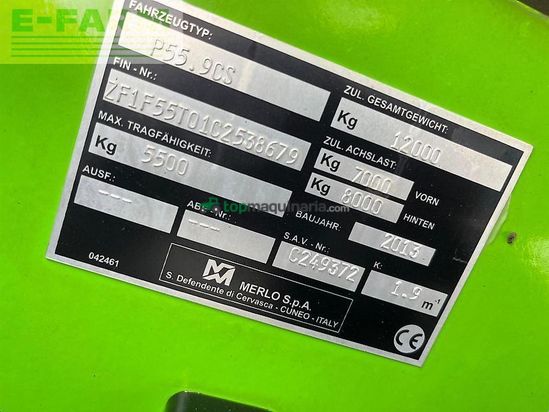 E-FARM
FAHRZEUGTYP:
P55.9CS
FIN - Nr.:
ZF1F55T01C2538679
MAX. TRAGFÄHIGKEIT:
Kg 5500
AUSF.:
---
ABE -Nr.:
---
ZUL. GESAMTGEWICHT:
Kg 12000
ZUL. ACHSLAST:
Kg 7000 VORN
Kg 8000 HINTEN
BAUJAHR: 2013
S.A.V.- Nr.: C249372
K: 1.9 m-1
topmaquinaria.com
042461
MERLO S.p.A.
S. Defendente di Cervasca - CUNEO - ITALY
CE